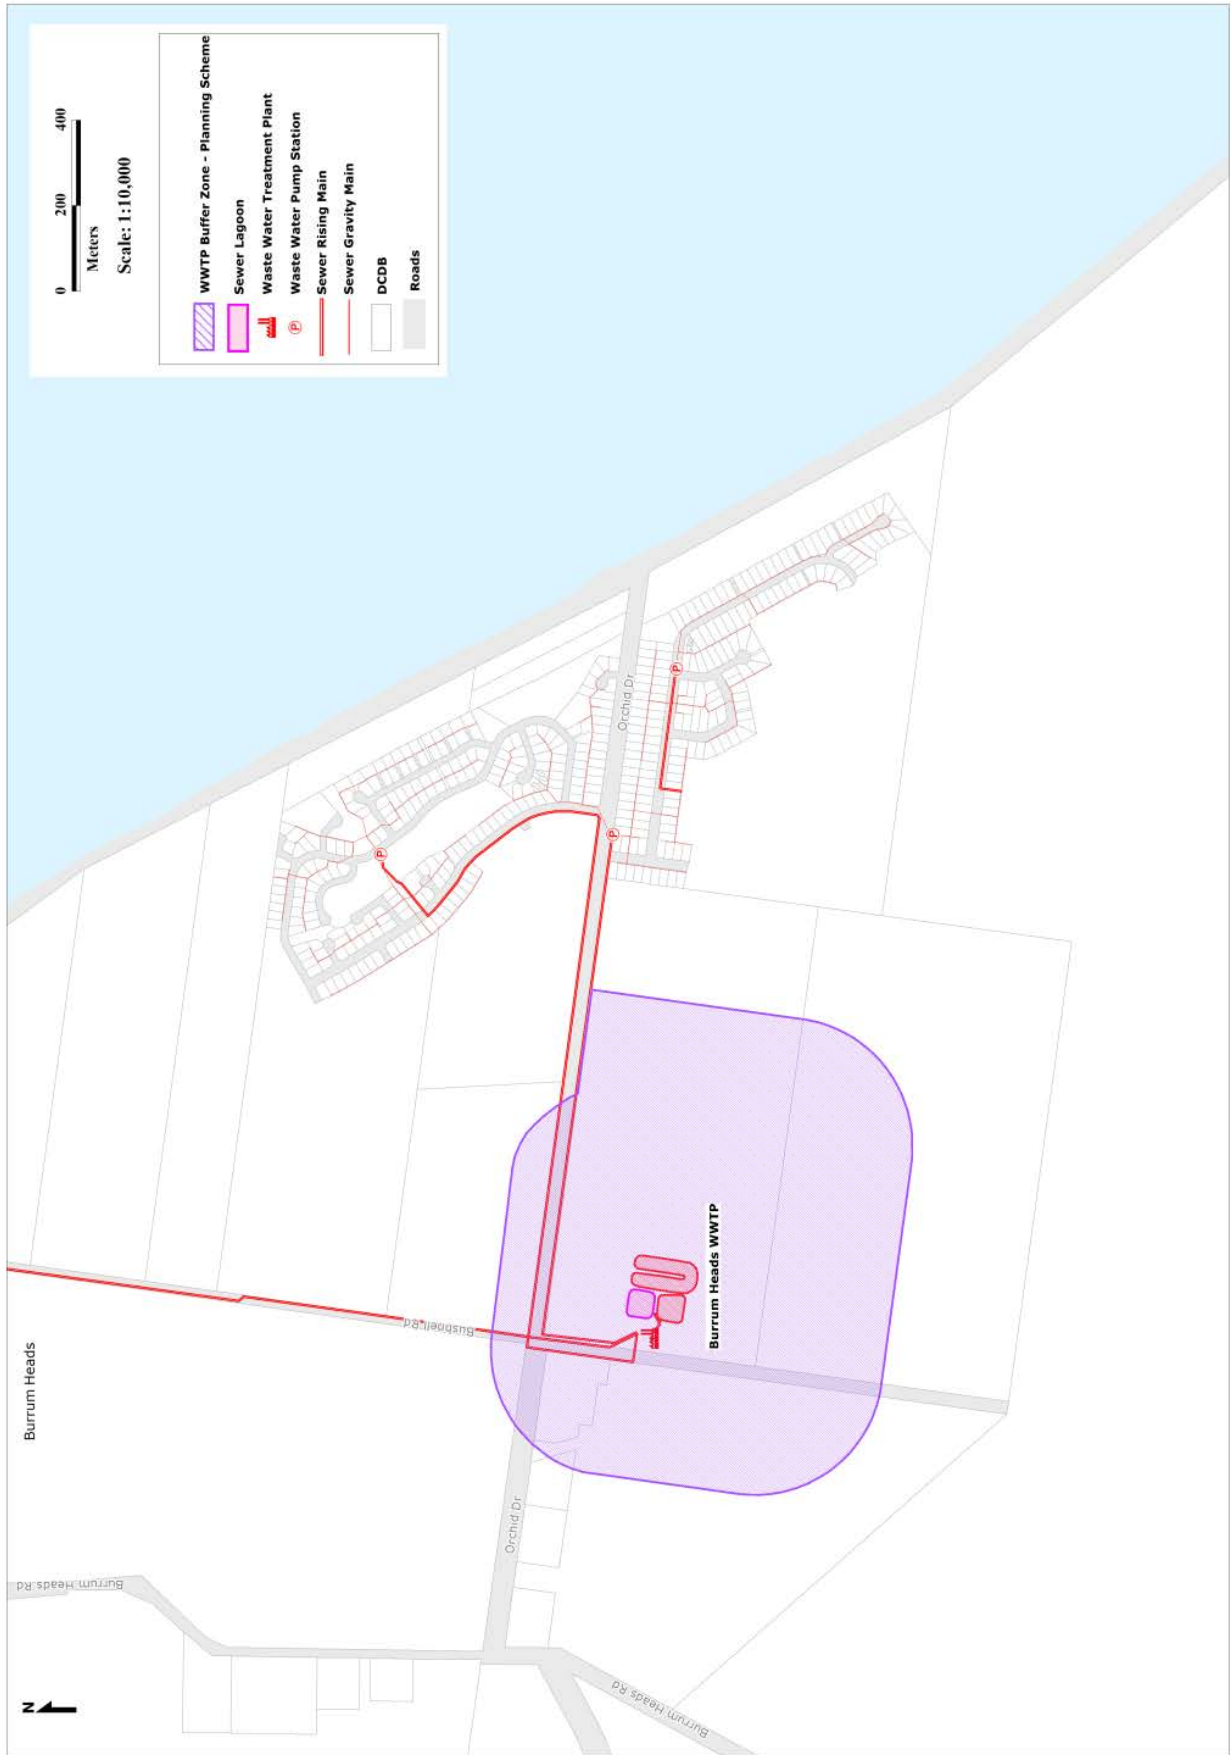 0 200 400
Meters
Scale: 1:10,000
WWTP Buffer Zone - Planning Scheme
Sewer Lagoon
Waste Water Treatment Plant
P
Waste Water Pump Station
Sewer Rising Main
Sewer Gravity Main
DCDB
Roads
Burrum Heads
N
Burrum Heads Rd
Bushnell Rd
Orchid Dr
P
P
P
Orchid Dr
Burrum Heads WWTP
Burrum Heads Rd